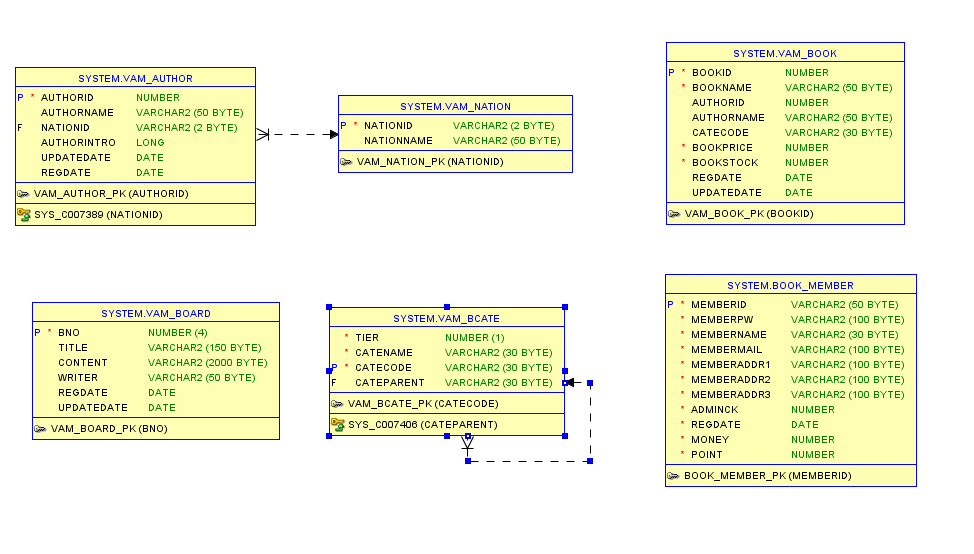 SYSTEM.VAM_AUTHOR
P * AUTHORID NUMBER
AUTHORNAME VARCHAR2 (50 BYTE)
F NATIONID VARCHAR2 (2 BYTE)
AUTHORINTRO LONG
UPDATEDATE DATE
REGDATE DATE
VAM_AUTHOR_PK (AUTHORID)
SYS_C007389 (NATIONID)
SYSTEM.VAM_NATION
P * NATIONID VARCHAR2 (2 BYTE)
NATIONNAME VARCHAR2 (50 BYTE)
VAM_NATION_PK (NATIONID)
SYSTEM.VAM_BOOK
P * BOOKID NUMBER
* BOOKNAME VARCHAR2 (50 BYTE)
AUTHORID NUMBER
AUTHORNAME VARCHAR2 (50 BYTE)
CATECODE VARCHAR2 (30 BYTE)
* BOOKPRICE NUMBER
* BOOKSTOCK NUMBER
REGDATE DATE
UPDATEDATE DATE
VAM_BOOK_PK (BOOKID)
SYSTEM.VAM_BOARD
P * BNO NUMBER (4)
TITLE VARCHAR2 (150 BYTE)
CONTENT VARCHAR2 (2000 BYTE)
WRITER VARCHAR2 (50 BYTE)
REGDATE DATE
UPDATEDATE DATE
VAM_BOARD_PK (BNO)
SYSTEM.VAM_BCATE
* TIER NUMBER (1)
* CATENAME VARCHAR2 (30 BYTE)
P * CATECODE VARCHAR2 (30 BYTE)
F CATEPARENT VARCHAR2 (30 BYTE)
VAM_BCATE_PK (CATECODE)
SYS_C007406 (CATEPARENT)
SYSTEM.BOOK_MEMBER
P * MEMBERID VARCHAR2 (50 BYTE)
* MEMBERPW VARCHAR2 (100 BYTE)
* MEMBERNAME VARCHAR2 (30 BYTE)
* MEMBERMAIL VARCHAR2 (100 BYTE)
* MEMBERADDR1 VARCHAR2 (100 BYTE)
* MEMBERADDR2 VARCHAR2 (100 BYTE)
* MEMBERADDR3 VARCHAR2 (100 BYTE)
* ADMINCK NUMBER
* REGDATE DATE
* MONEY NUMBER
* POINT NUMBER
BOOK_MEMBER_PK (MEMBERID)